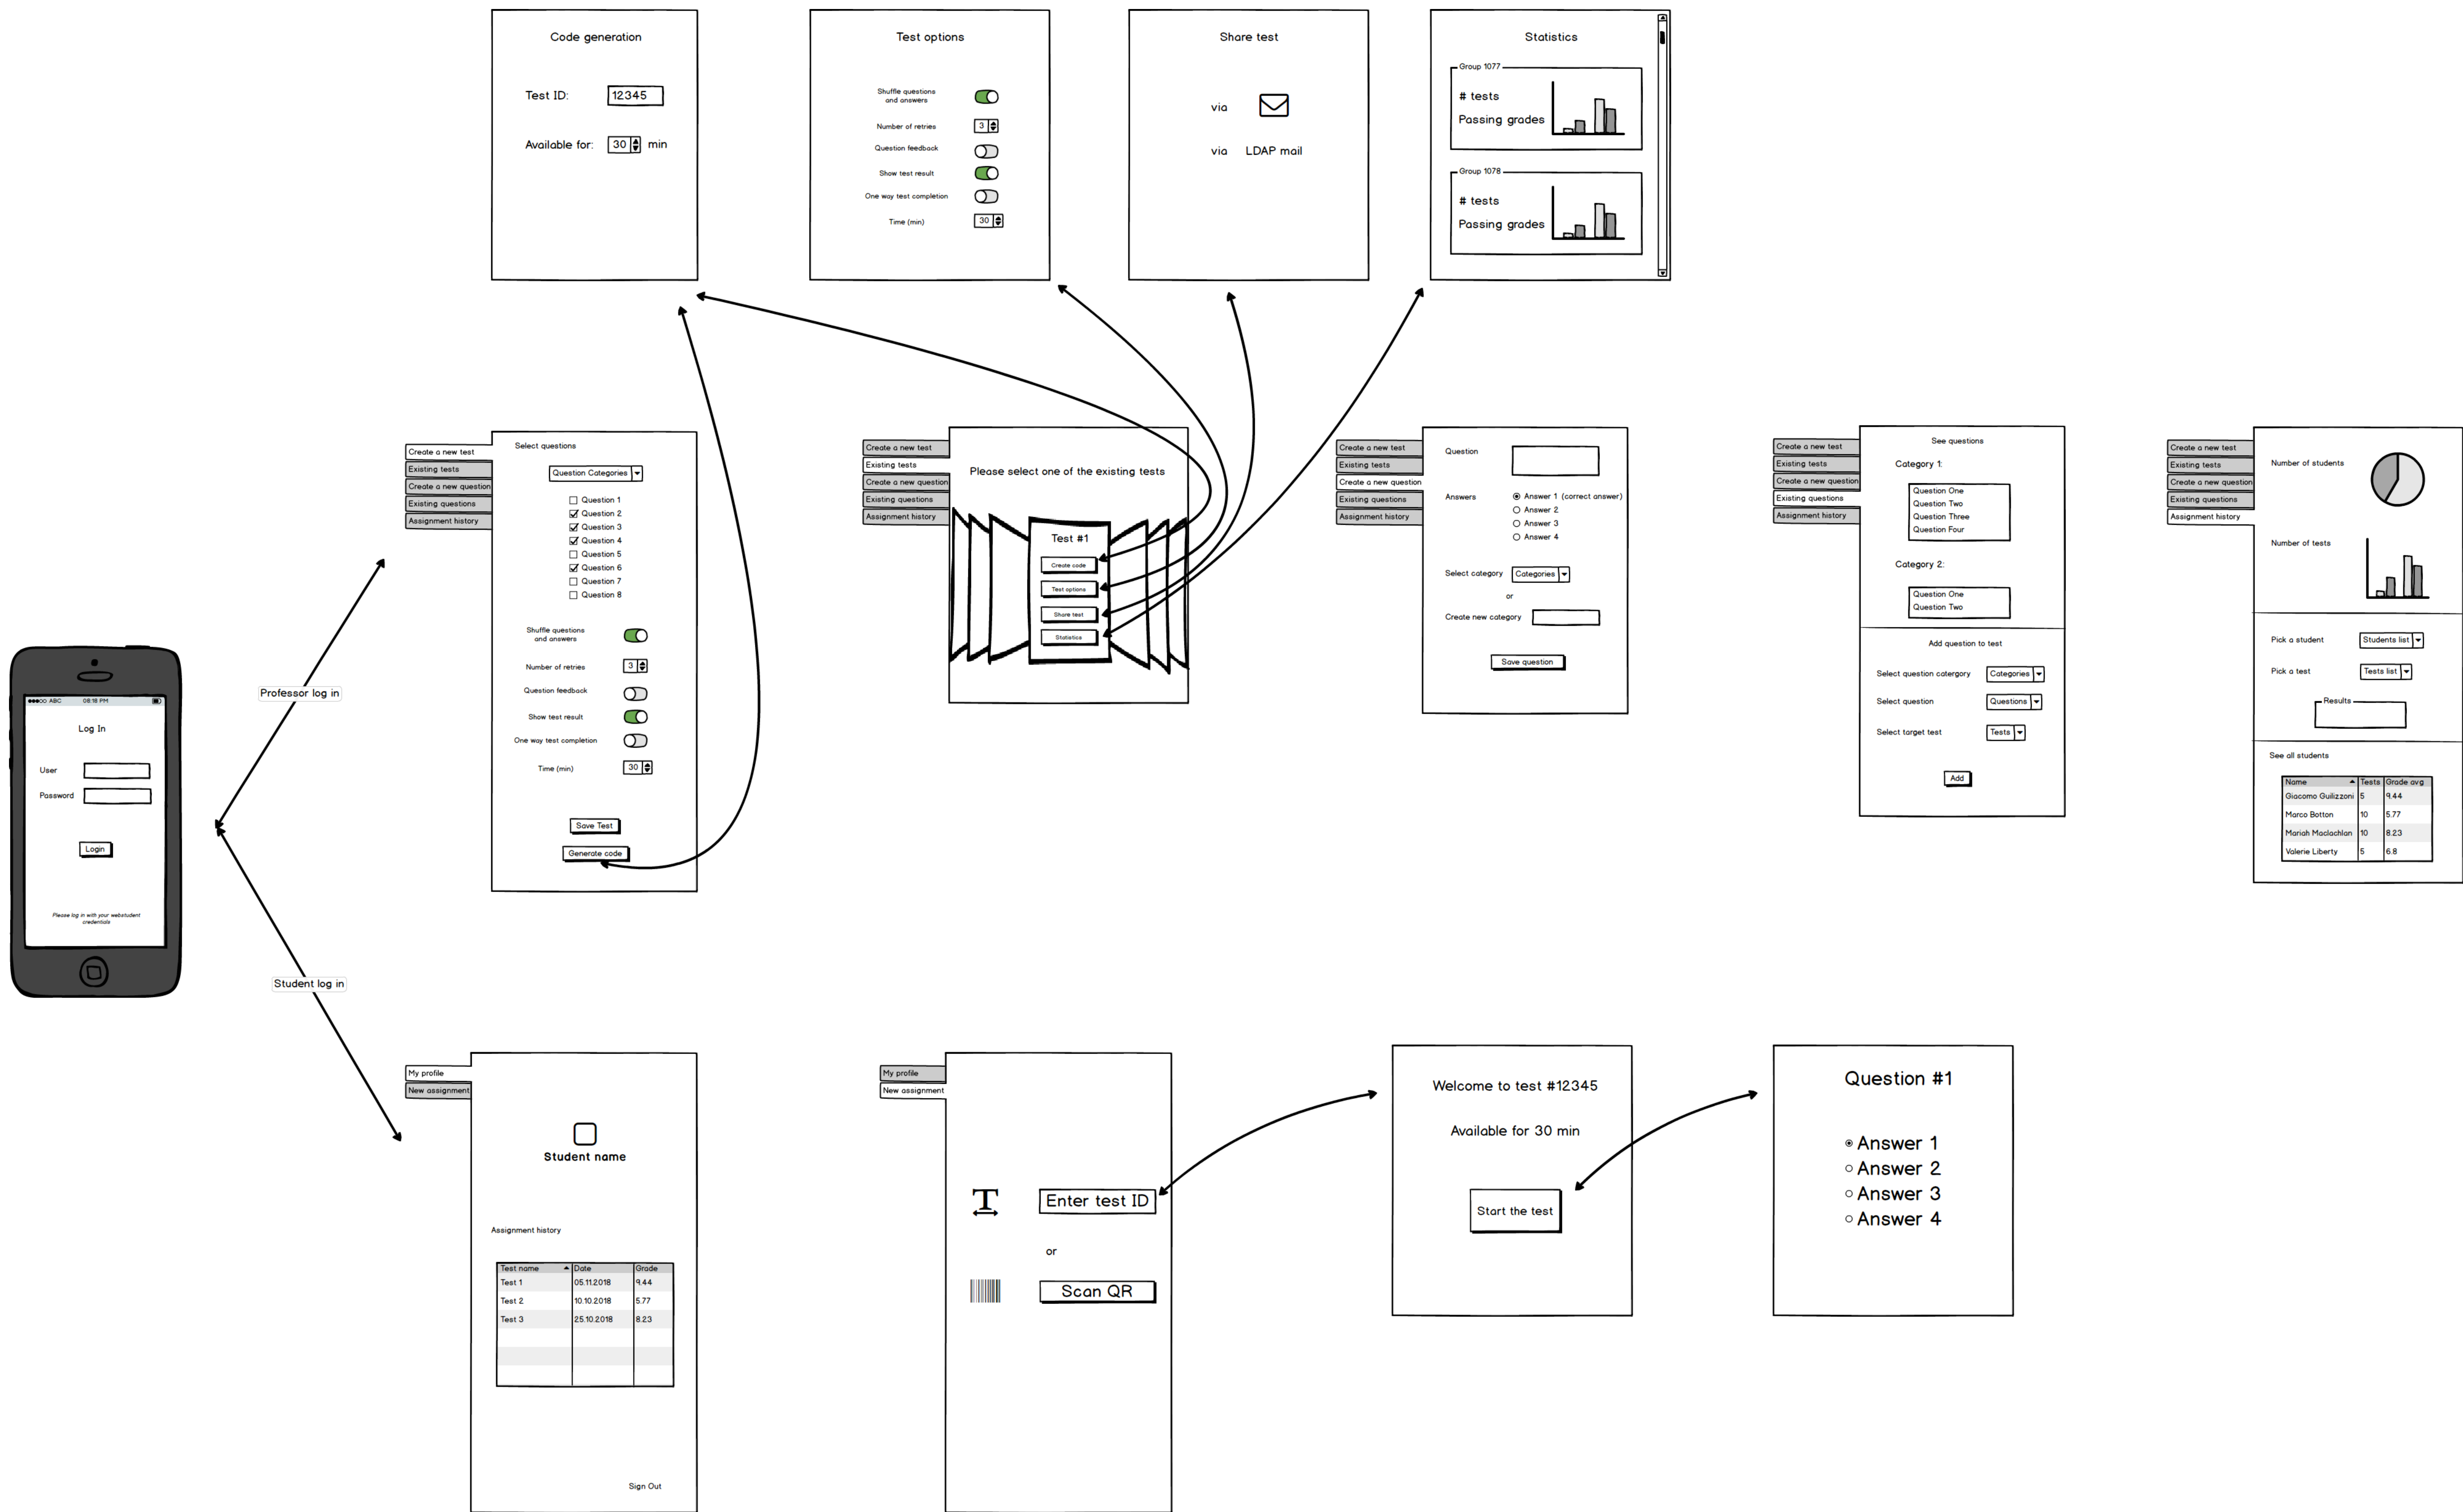 Code generation
Test ID: 12345
Available for: 30 min
Test options
Shuffle questions
and answers
Number of retries 3
Question feedback
Show test result
One way test completion
Time (min) 30
Share test
via
via LDAP mail
Statistics
Group 1077
# tests
Passing grades
Group 1078
# tests
Passing grades
Create a new test
Existing tests
Create a new question
Existing questions
Assignment history
Select questions
Question Categories
Question 1
Question 2
Question 3
Question 4
Question 5
Question 6
Question 7
Question 8
Shuffle questions
and answers
Number of retries 3
Question feedback
Show test result
One way test completion
Time (min) 30
Save Test
Generate code
Create a new test
Existing tests
Create a new question
Existing questions
Assignment history
Please select one of the existing tests
Test #1
Create code
Test options
Share test
Statistics
Create a new test
Existing tests
Create a new question
Existing questions
Assignment history
Question
Answers
Answer 1 (correct answer)
Answer 2
Answer 3
Answer 4
Select category Categories
or
Create new category
Save question
Create a new test
Existing tests
Create a new question
Existing questions
Assignment history
See questions
Category 1:
Question One
Question Two
Question Three
Question Four
Category 2:
Question One
Question Two
Add question to test
Select question catergory Categories
Select question Questions
Select target test Tests
Add
Create a new test
Existing tests
Create a new question
Existing questions
Assignment history
Number of students
Number of tests
Pick a student Students list
Pick a test Tests list
Results
See all students
Name Tests Grade avg
Giacomo Guilizzoni 5 9.44
Marco Botton 10 5.77
Mariah Maclachlan 10 8.23
Valerie Liberty 5 6.8
ABC 08:18 PM
Log In
User
Password
Login
Please log in with your webstudent
credentials
Professor log in
Student log in
My profile
New assignment
Student name
Assignment history
Test name Date Grade
Test 1 05.11.2018 9.44
Test 2 10.10.2018 5.77
Test 3 25.10.2018 8.23
Sign Out
My profile
New assignment
T
Enter test ID
or
Scan QR
Welcome to test #12345
Available for 30 min
Start the test
Question #1
Answer 1
Answer 2
Answer 3
Answer 4